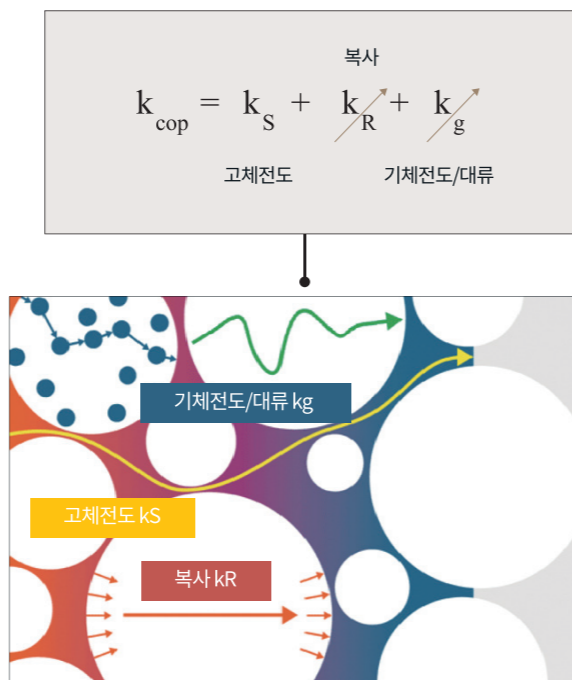 복사
k_cop = k_S + k_R + k_g
고체전도 기체전도/대류
기체전도/대류 kg
고체전도 kS
복사 kR